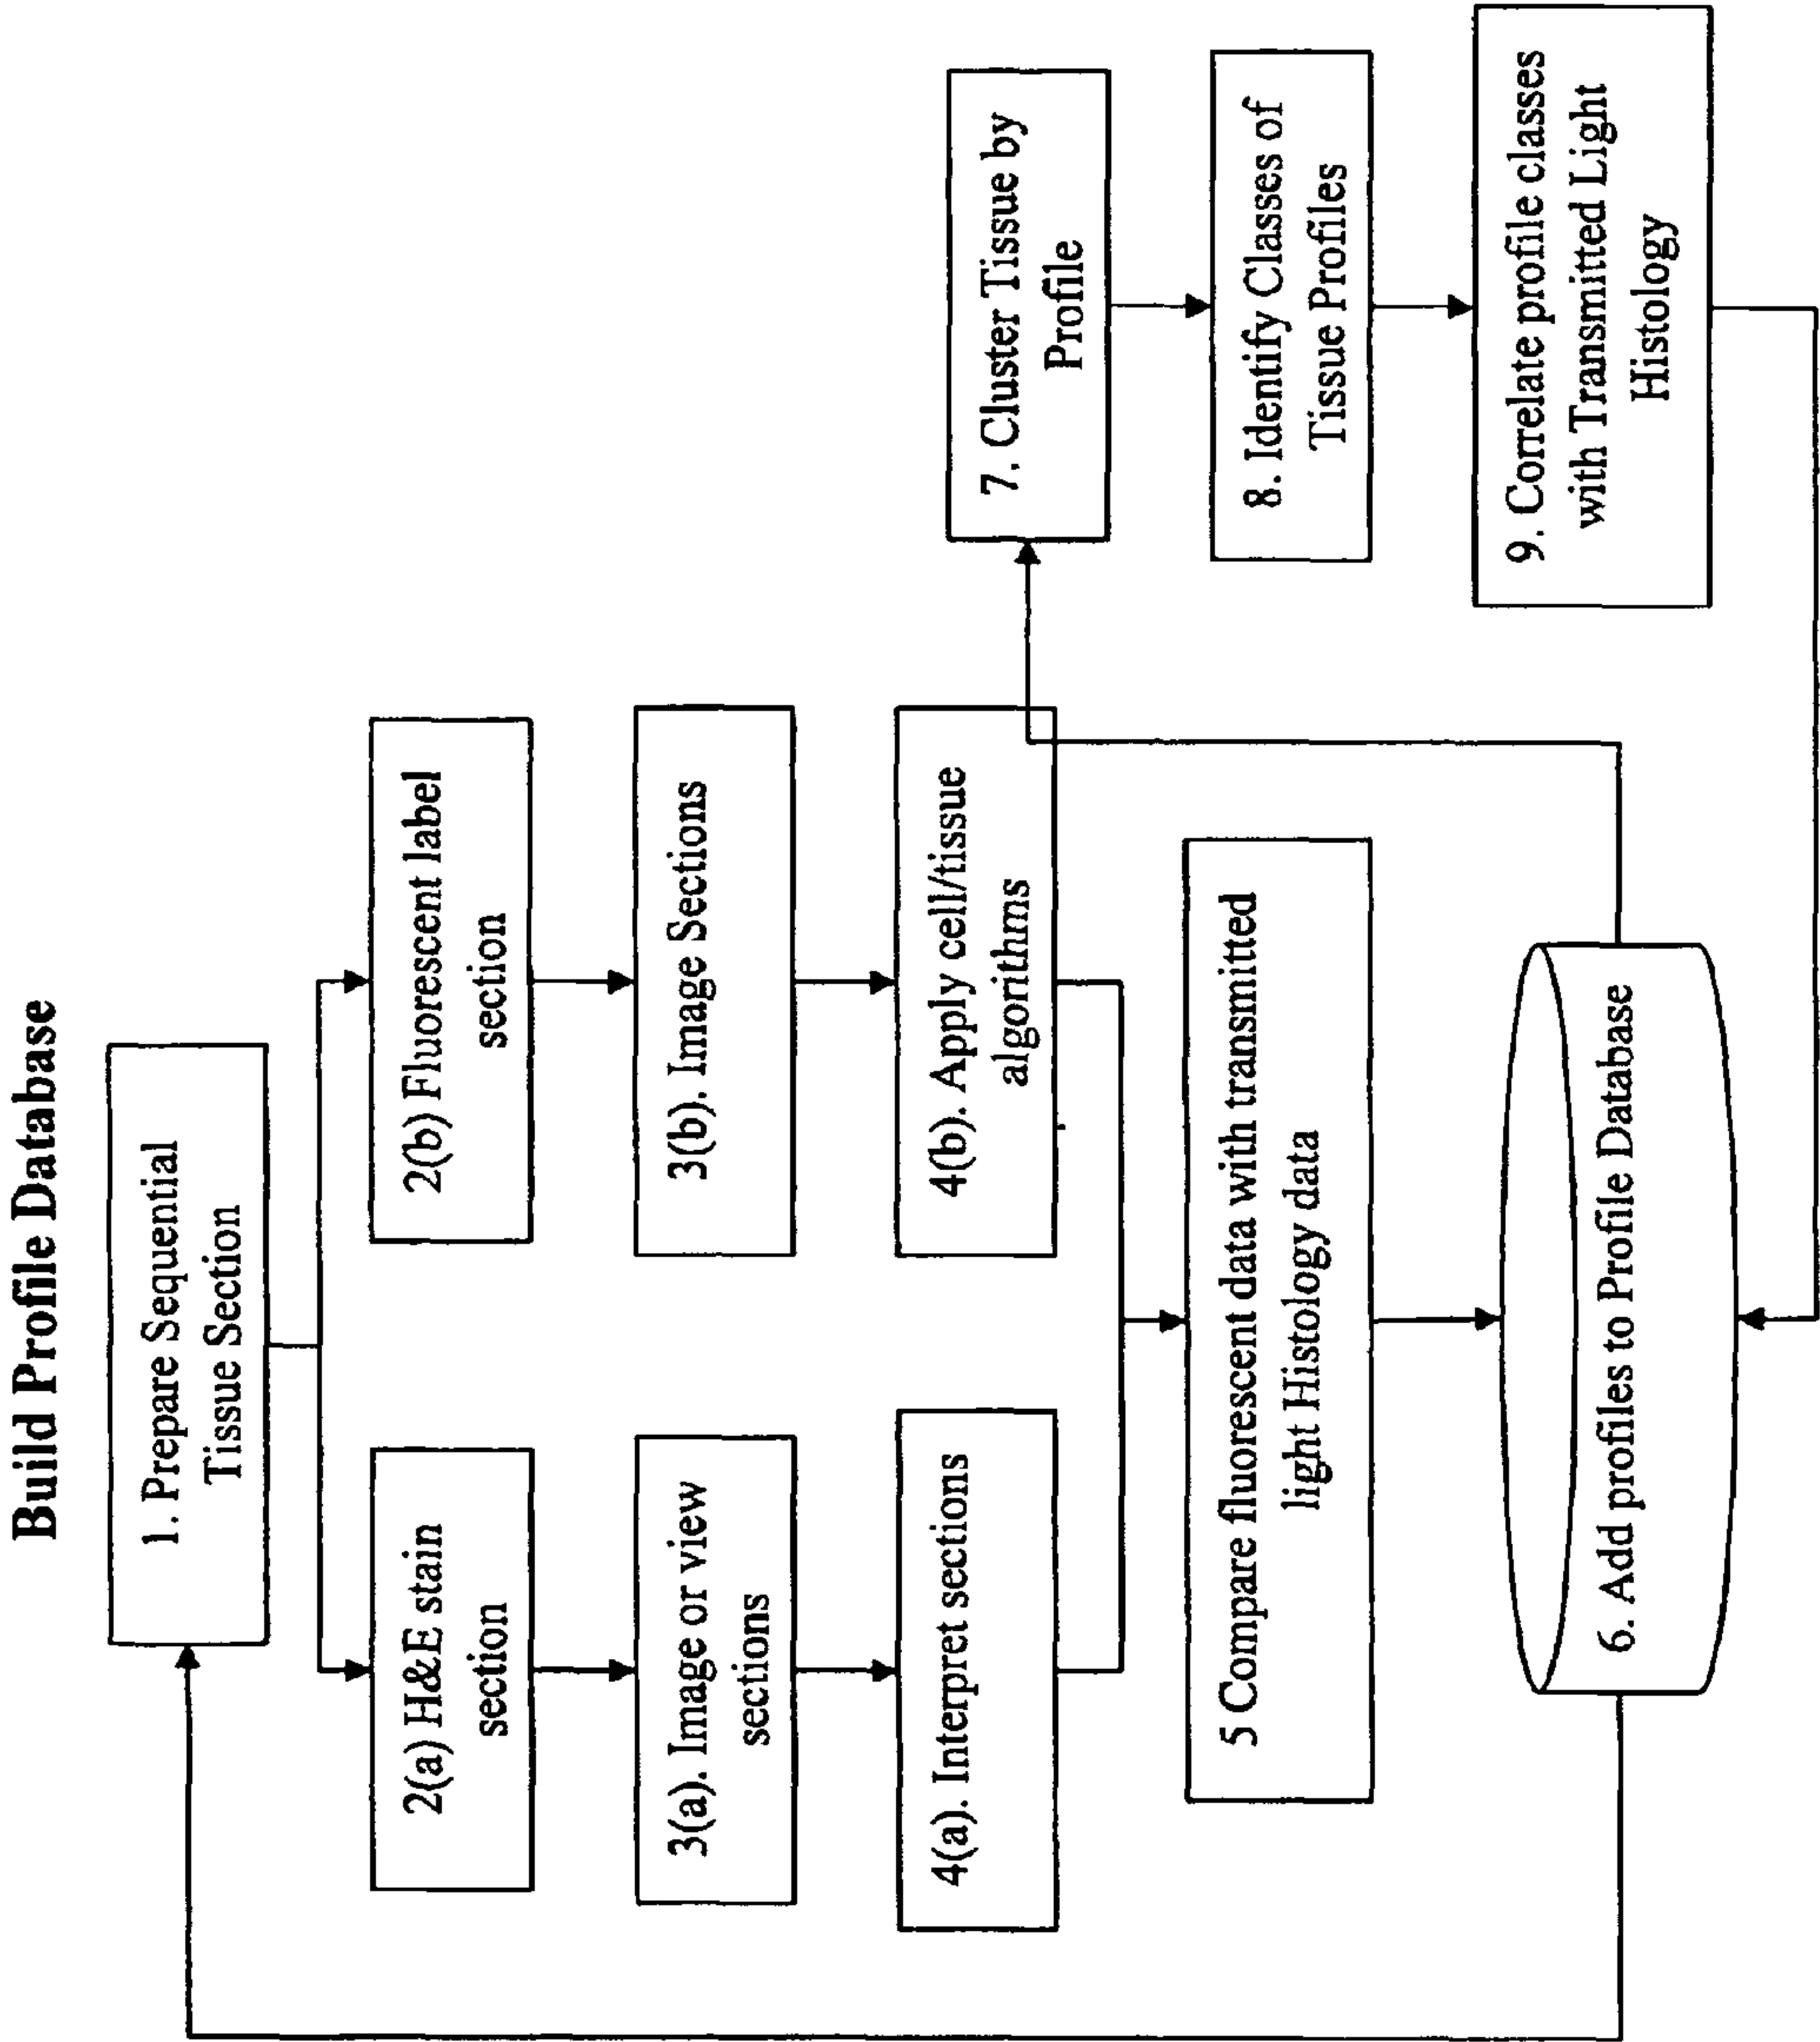 Build Profile Database
1. Prepare Sequential
Tissue Section
2(a) H&E stain
section
2(b) Fluorescent label
section
3(a). Image or view
sections
3(b). Image Sections
4(a). Interpret sections
4(b). Apply cell/tissue
algorithms
5 Compare fluorescent data with transmitted
light Histology data
6. Add profiles to Profile Database
7. Cluster Tissue by
Profile
8. Identify Classes of
Tissue Profiles
9. Correlate profile classes
with Transmitted Light
Histology